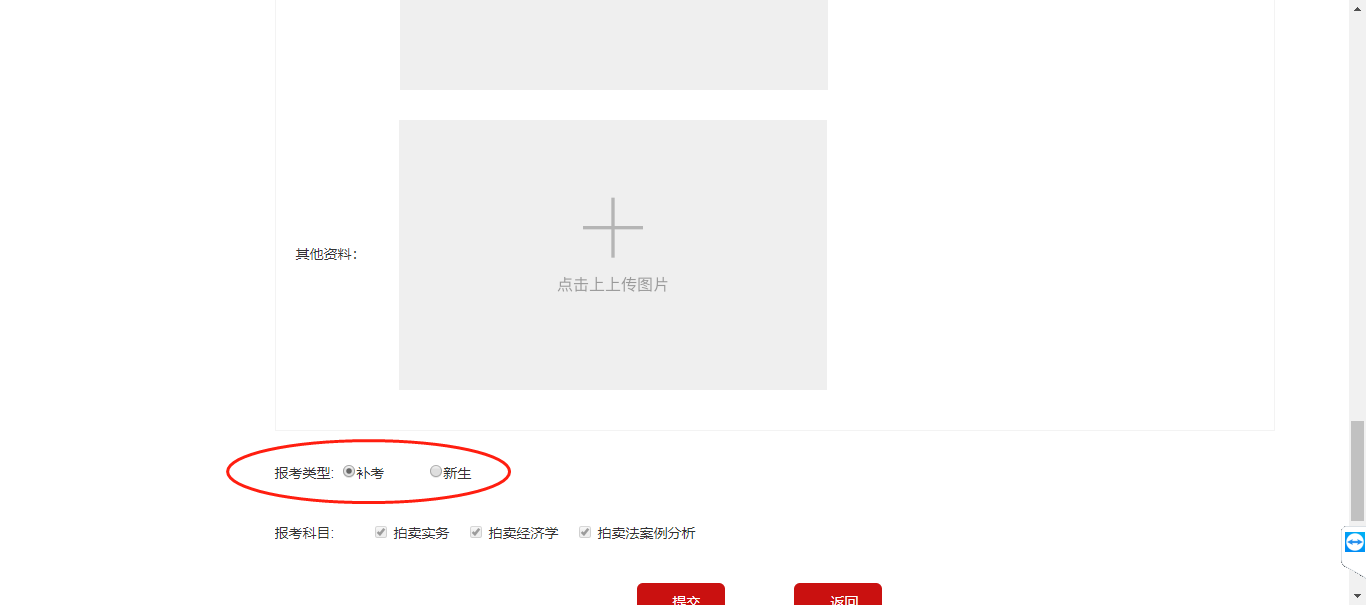 点击上上传图片
其他资料：
报考类型: 补考 新生
报考科目: 拍卖实务 拍卖经济学 拍卖法案例分析
提交 返回